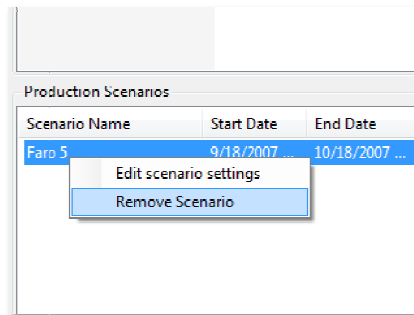 Production Scenarios
Scenario Name Start Date End Date
Faro 5 9/18/2007 ... 10/18/2007 ...
Edit scenario settings
Remove Scenario